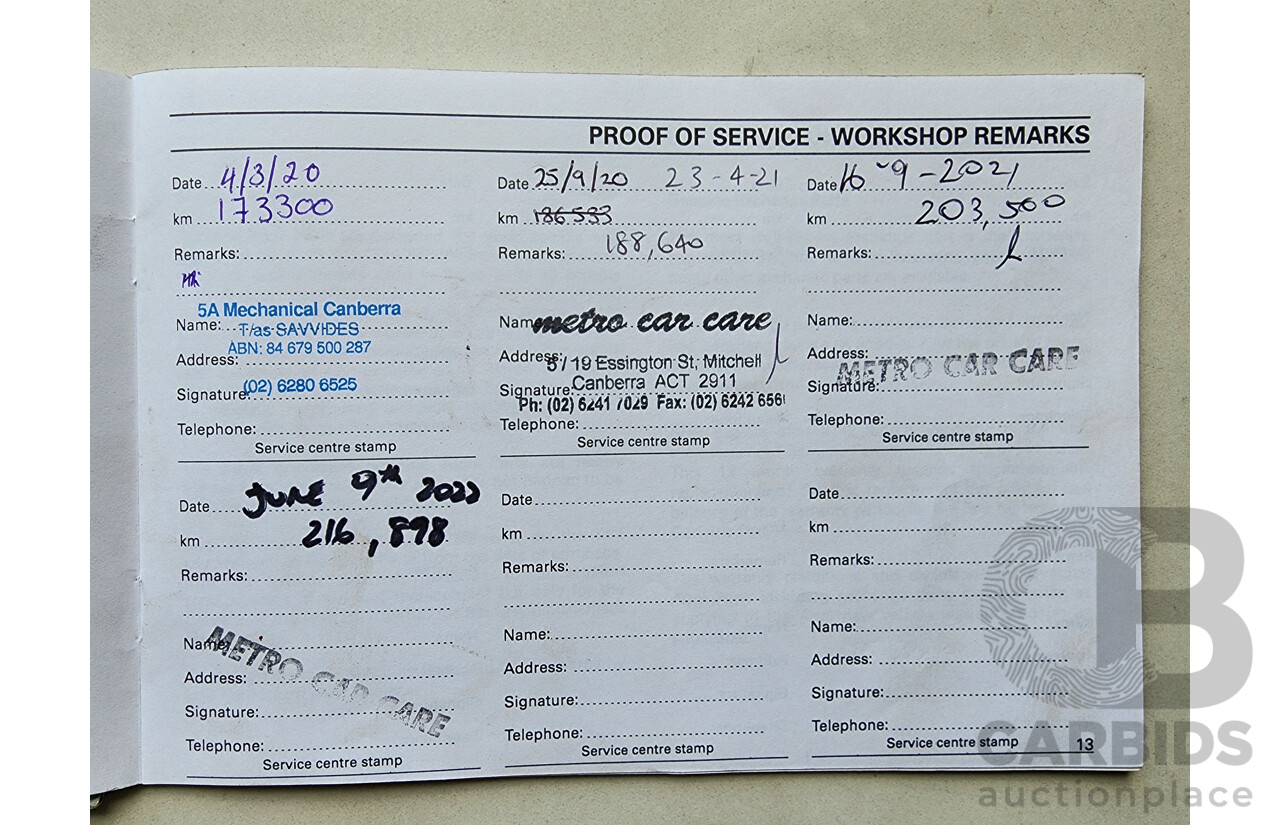 PROOF OF SERVICE - WORKSHOP REMARKS
Date 4/3/20
km 173300
Remarks:
5A Mechanical Canberra
Name: T/as SAVVIDES
ABN: 84 679 500 287
Address:
Signature: (02) 6280 6525
Telephone:
Service centre stamp
Date 25/9/20 23-4-21
km 186533
Remarks: 188,640
Name: metro car care
Address: 5/19 Essington St, Mitchell
Signature: Canberra ACT 2911
Ph: (02) 6241 7029 Fax: (02) 6242 656
Telephone:
Service centre stamp
Date 16-9-2021
km 203,500
Remarks:
Name:
Address:
METRO CAR CARE
Signature:
Telephone:
Service centre stamp
Date JUNE 9TH 2022
km 216,898
Remarks:
Name:
METRO CAR CARE
Address:
Signature:
Telephone:
Service centre stamp
Date
km
Remarks:
Name:
Address:
Signature:
Telephone:
Service centre stamp
Date
km
Remarks:
Name:
Address:
Signature:
Telephone:
Service centre stamp
13
CARBIDS
auctionplace